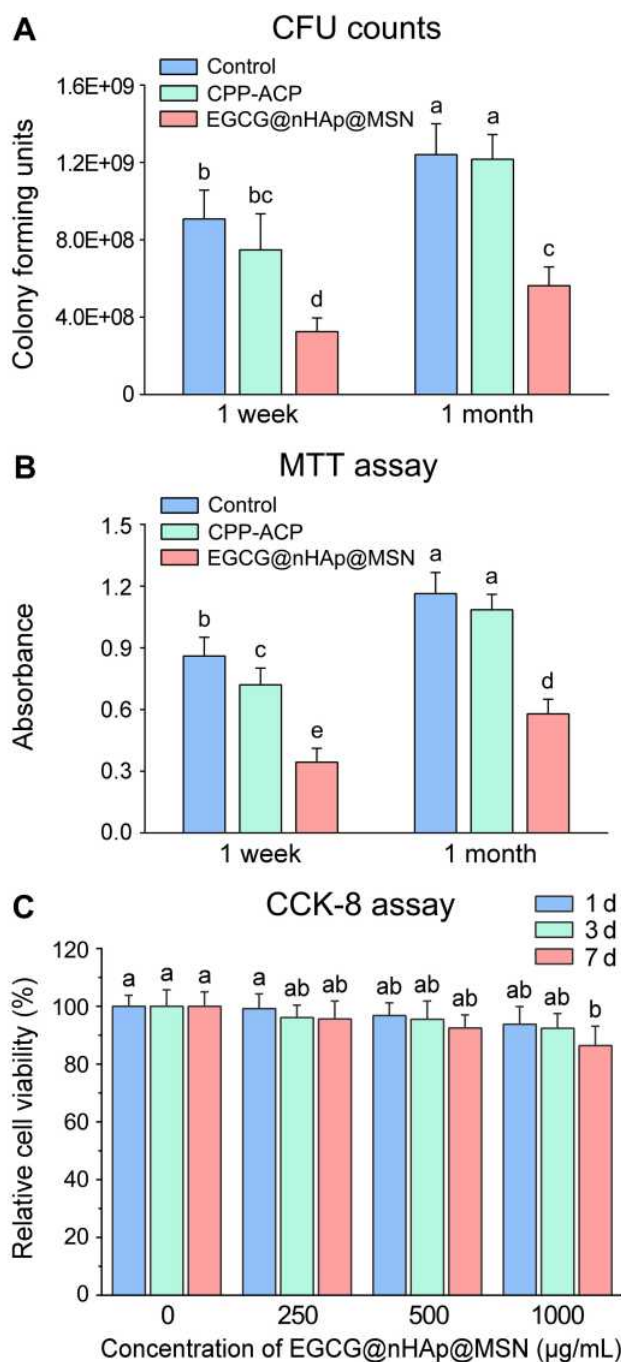 A
CFU counts
Control
CPP-ACP
EGCG@nHAp@MSN
Colony forming units
1.6E+09
1.2E+09
8.0E+08
4.0E+08
0
b
bc
d
a
a
c
1 week
1 month
B
MTT assay
Control
CPP-ACP
EGCG@nHAp@MSN
Absorbance
1.5
1.2
0.9
0.6
0.3
0.0
b
c
e
a
a
d
1 week
1 month
C
CCK-8 assay
1 d
3 d
7 d
Relative cell viability (%)
120
100
80
60
40
20
0
a a a a ab ab ab ab ab ab ab b
0 250 500 1000
Concentration of EGCG@nHAp@MSN (µg/mL)